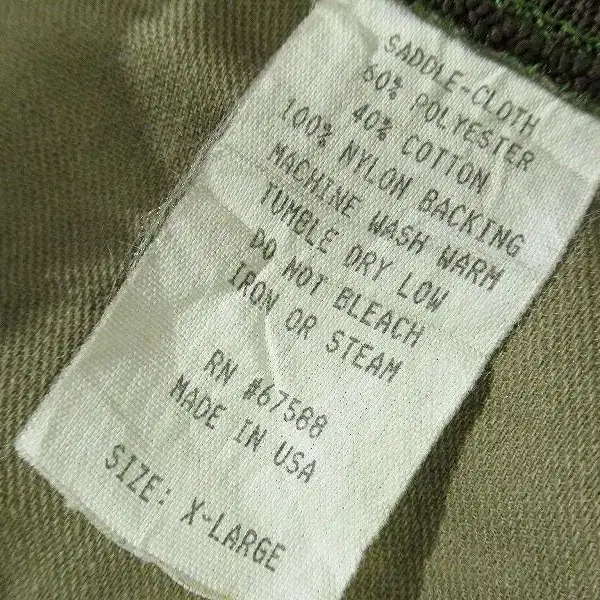 SADDLE-CLOTH
60% POLYESTER
40% COTTON
100% NYLON BACKING
MACHINE WASH WARM
TUMBLE DRY LOW
DO NOT BLEACH
IRON OR STEAM
RN #67588
MADE IN USA
SIZE: X-LARGE